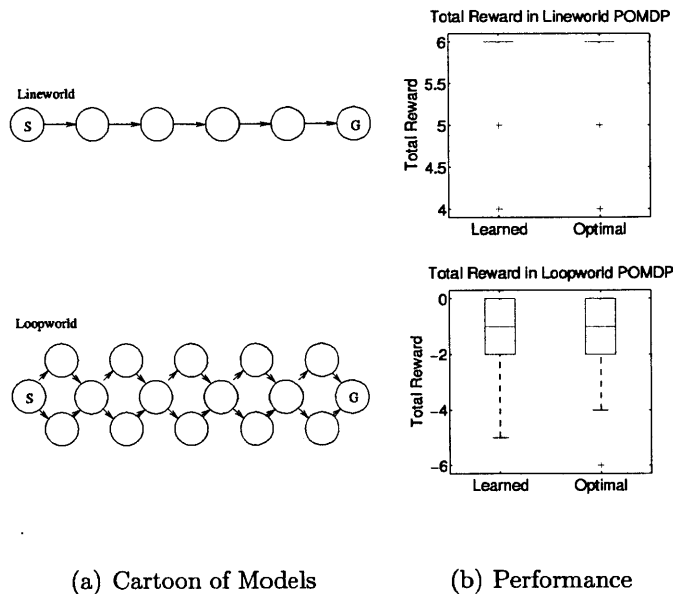 Total Reward in Lineworld POMDP
Lineworld
S
G
Total Reward
6
5.5
5
4.5
4
Learned
Optimal
Total Reward in Loopworld POMDP
Loopworld
S
G
Total Reward
0
−2
−4
−6
Learned
Optimal
(a) Cartoon of Models
(b) Performance